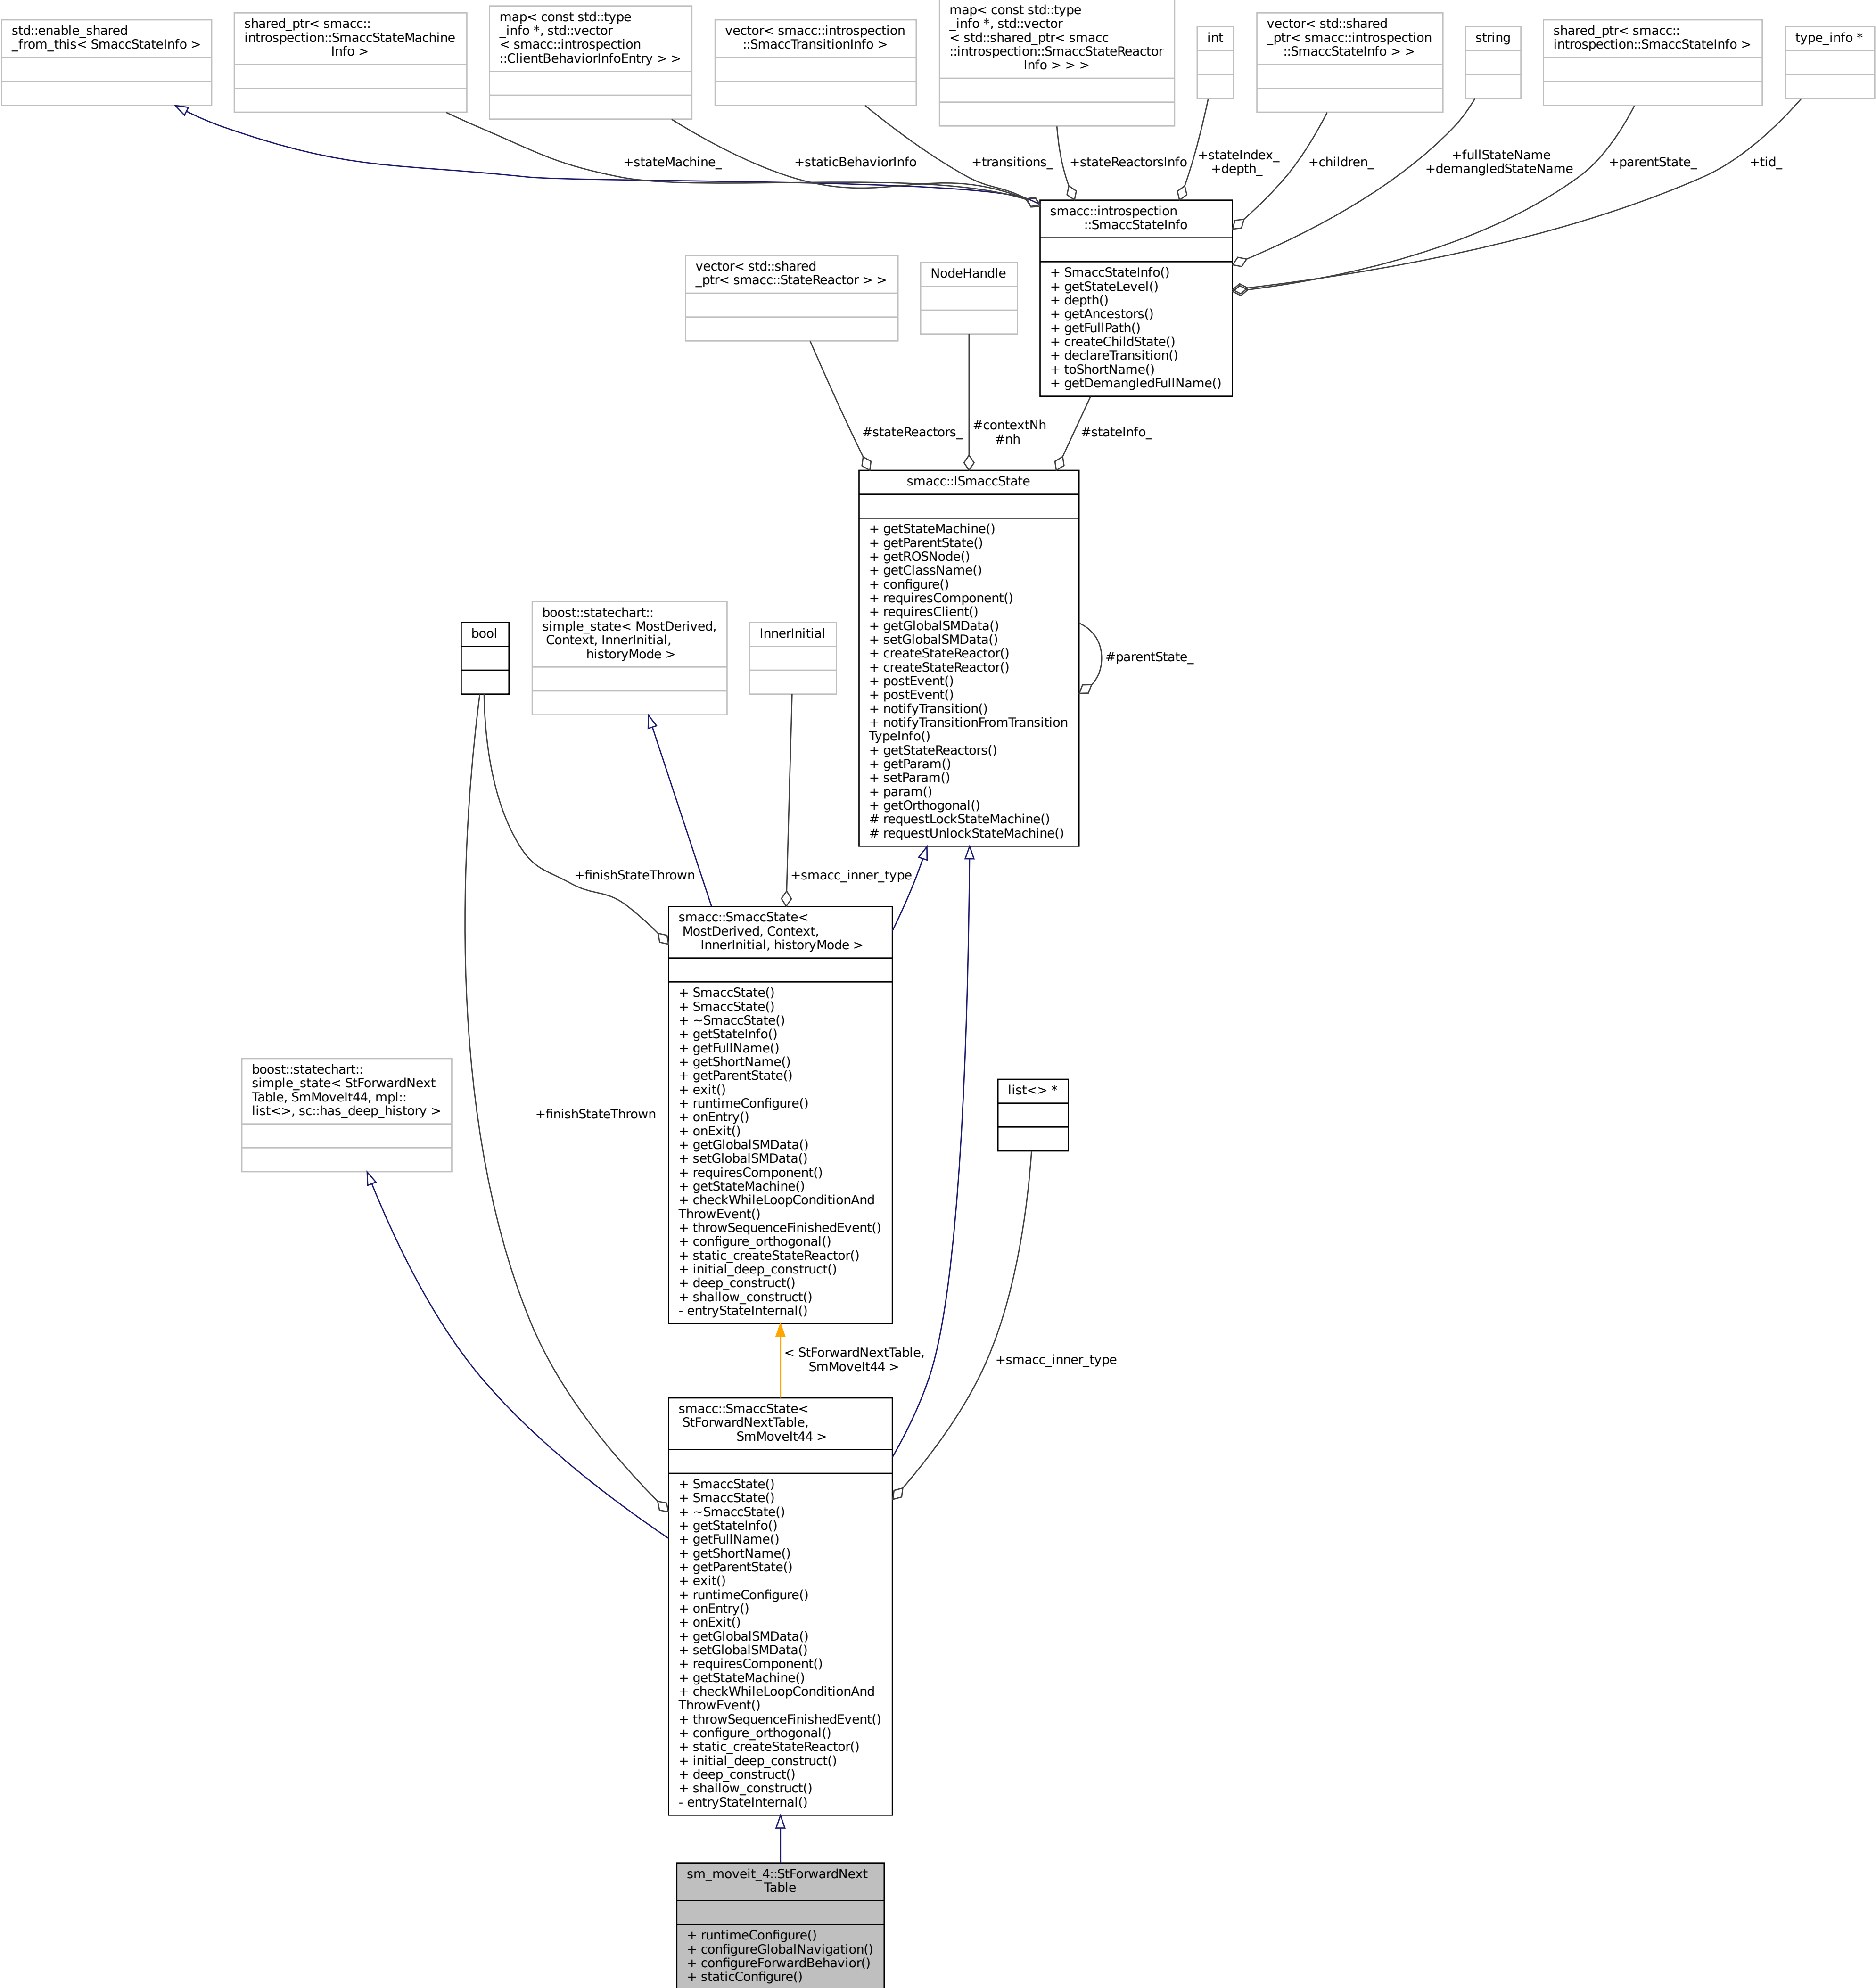 std::enable_shared
_from_this< SmaccStateInfo >
shared_ptr< smacc::
introspection::SmaccStateMachine
Info >
map< const std::type
_info *, std::vector
< smacc::introspection
::ClientBehaviorInfoEntry > >
vector< smacc::introspection
::SmaccTransitionInfo >
map< const std::type
_info *, std::vector
< std::shared_ptr< smacc
::introspection::SmaccStateReactor
Info > > >
int
vector< std::shared
_ptr< smacc::introspection
::SmaccStateInfo > >
string
shared_ptr< smacc::
introspection::SmaccStateInfo >
type_info *
+stateMachine_
+staticBehaviorInfo
+transitions_
+stateReactorsInfo
+stateIndex_
+depth_
+children_
+fullStateName
+demangledStateName
+parentState_
+tid_
smacc::introspection
::SmaccStateInfo
+ SmaccStateInfo()
+ getStateLevel()
+ depth()
+ getAncestors()
+ getFullPath()
+ createChildState()
+ declareTransition()
+ toShortName()
+ getDemangledFullName()
vector< std::shared
_ptr< smacc::StateReactor > >
NodeHandle
#stateReactors_
#contextNh
#nh
#stateInfo_
smacc::ISmaccState
+ getStateMachine()
+ getParentState()
+ getROSNode()
+ getClassName()
+ configure()
+ requiresComponent()
+ requiresClient()
+ getGlobalSMData()
+ setGlobalSMData()
+ createStateReactor()
+ createStateReactor()
+ postEvent()
+ postEvent()
+ notifyTransition()
+ notifyTransitionFromTransition
TypeInfo()
+ getStateReactors()
+ getParam()
+ setParam()
+ param()
+ getOrthogonal()
# requestLockStateMachine()
# requestUnlockStateMachine()
#parentState_
bool
boost::statechart::
simple_state< MostDerived,
Context, InnerInitial,
historyMode >
InnerInitial
+finishStateThrown
+smacc_inner_type
smacc::SmaccState<
MostDerived, Context,
InnerInitial, historyMode >
+ SmaccState()
+ SmaccState()
+ ~SmaccState()
+ getStateInfo()
+ getFullName()
+ getShortName()
+ getParentState()
+ exit()
+ runtimeConfigure()
+ onEntry()
+ onExit()
+ getGlobalSMData()
+ setGlobalSMData()
+ requiresComponent()
+ getStateMachine()
+ checkWhileLoopConditionAnd
ThrowEvent()
+ throwSequenceFinishedEvent()
+ configure_orthogonal()
+ static_createStateReactor()
+ initial_deep_construct()
+ deep_construct()
+ shallow_construct()
- entryStateInternal()
boost::statechart::
simple_state< StForwardNext
Table, SmMoveIt44, mpl::
list<>, sc::has_deep_history >
+finishStateThrown
list<> *
< StForwardNextTable,
SmMoveIt44 >
+smacc_inner_type
smacc::SmaccState<
StForwardNextTable,
SmMoveIt44 >
+ SmaccState()
+ SmaccState()
+ ~SmaccState()
+ getStateInfo()
+ getFullName()
+ getShortName()
+ getParentState()
+ exit()
+ runtimeConfigure()
+ onEntry()
+ onExit()
+ getGlobalSMData()
+ setGlobalSMData()
+ requiresComponent()
+ getStateMachine()
+ checkWhileLoopConditionAnd
ThrowEvent()
+ throwSequenceFinishedEvent()
+ configure_orthogonal()
+ static_createStateReactor()
+ initial_deep_construct()
+ deep_construct()
+ shallow_construct()
- entryStateInternal()
sm_moveit_4::StForwardNext
Table
+ runtimeConfigure()
+ configureGlobalNavigation()
+ configureForwardBehavior()
+ staticConfigure()